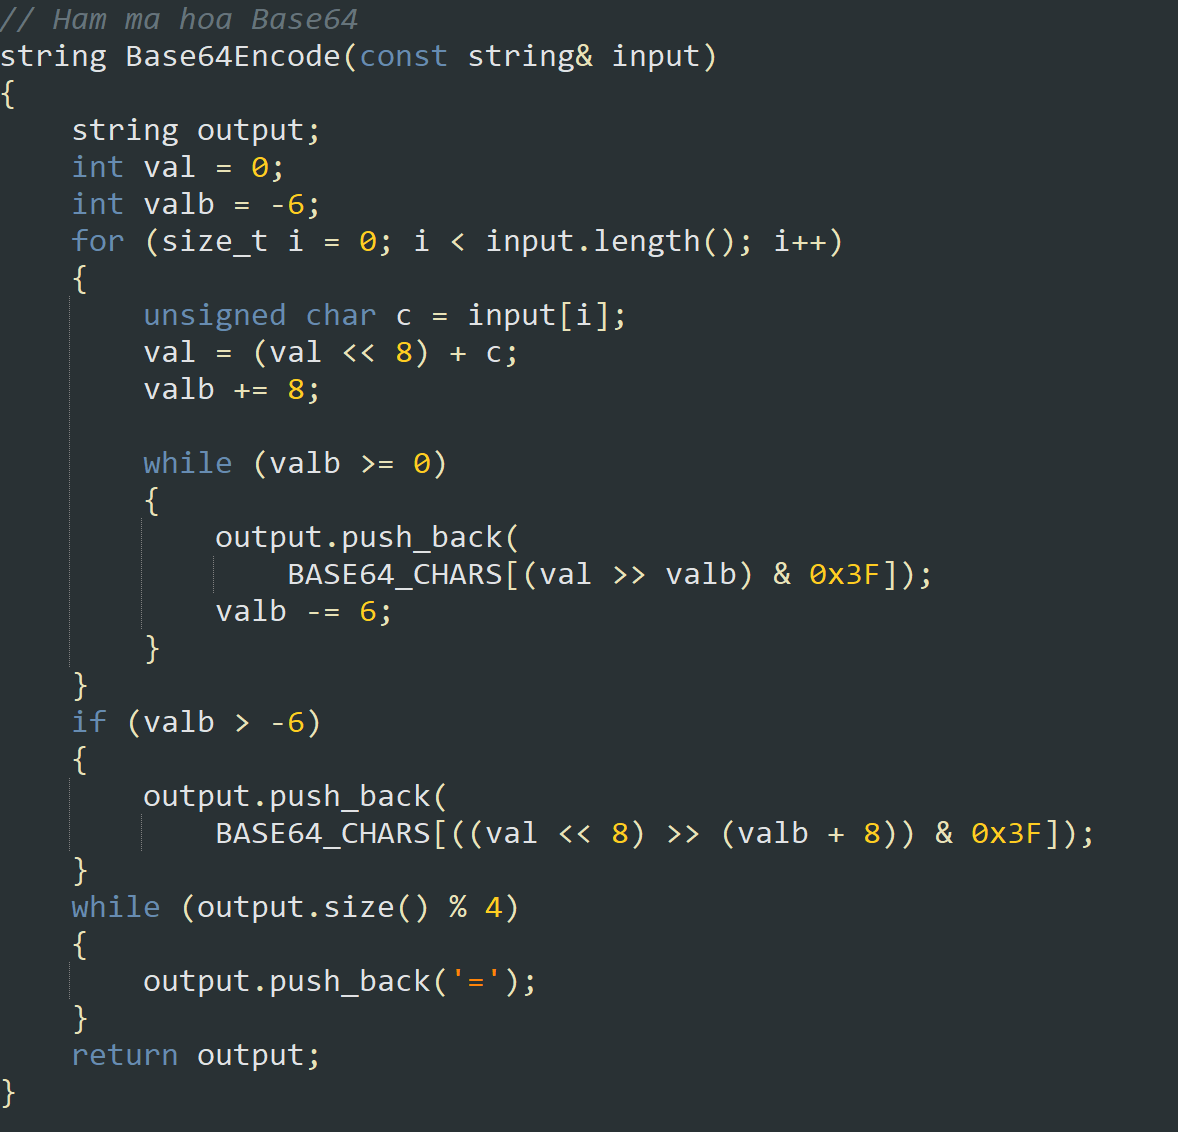 // Ham ma hoa Base64
string Base64Encode(const string& input)
{
    string output;
    int val = 0;
    int valb = -6;
    for (size_t i = 0; i < input.length(); i++)
    {
        unsigned char c = input[i];
        val = (val << 8) + c;
        valb += 8;

        while (valb >= 0)
        {
            output.push_back(
                BASE64_CHARS[(val >> valb) & 0x3F]);
            valb -= 6;
        }
    }
    if (valb > -6)
    {
        output.push_back(
            BASE64_CHARS[((val << 8) >> (valb + 8)) & 0x3F]);
    }
    while (output.size() % 4)
    {
        output.push_back('=');
    }
    return output;
}